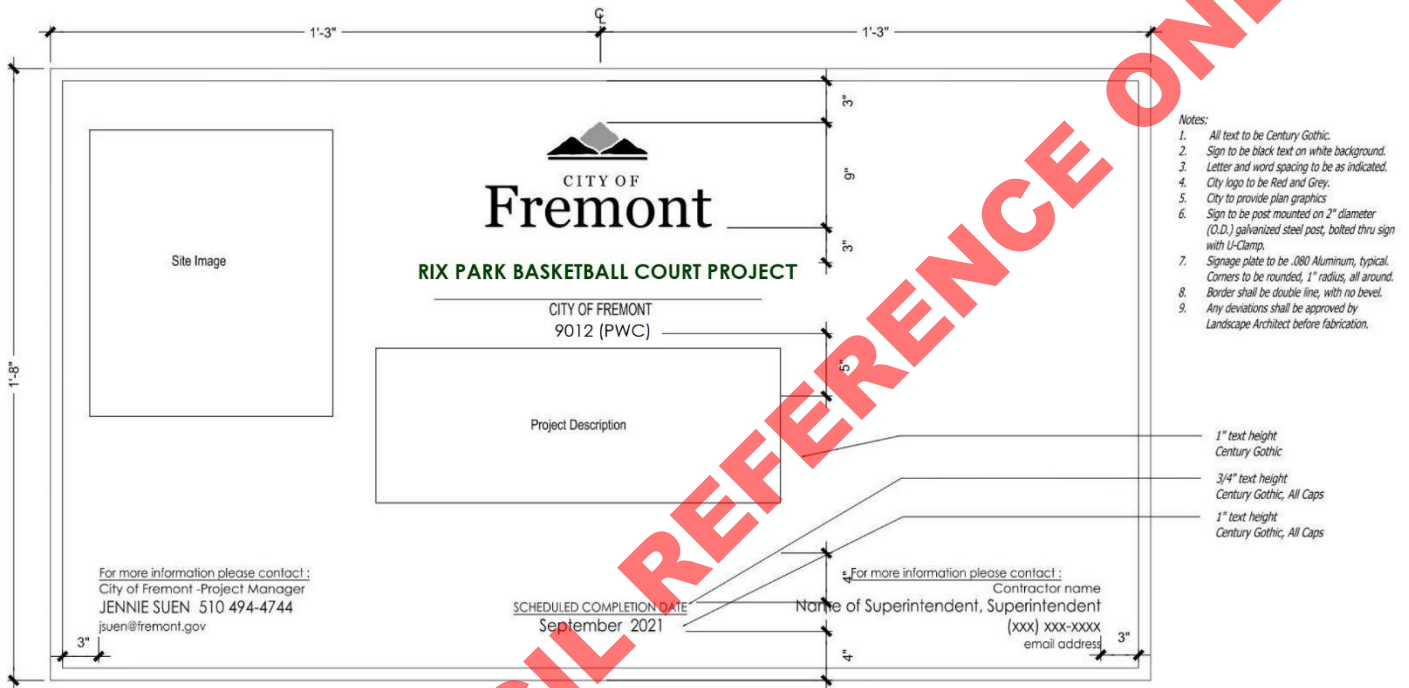 ℄
1'-3"
1'-3"
1'-8"
3"
9"
3"
5"
4"
4"
3"
3"
Site Image
CITY OF
Fremont
RIX PARK BASKETBALL COURT PROJECT
CITY OF FREMONT
9012 (PWC)
Project Description
For more information please contact :
City of Fremont -Project Manager
JENNIE SUEN 510 494-4744
jsuen@fremont.gov
SCHEDULED COMPLETION DATE
September 2021
For more information please contact :
Contractor name
Name of Superintendent, Superintendent
(xxx) xxx-xxxx
email address
Notes:
1. All text to be Century Gothic.
2. Sign to be black text on white background.
3. Letter and word spacing to be as indicated.
4. City logo to be Red and Grey.
5. City to provide plan graphics
6. Sign to be post mounted on 2" diameter
(O.D.) galvanized steel post, bolted thru sign
with U-Clamp.
7. Signage plate to be .080 Aluminum, typical.
Corners to be rounded, 1" radius, all around.
8. Border shall be double line, with no bevel.
9. Any deviations shall be approved by
Landscape Architect before fabrication.
1" text height
Century Gothic
3/4" text height
Century Gothic, All Caps
1" text height
Century Gothic, All Caps
REFERENCE